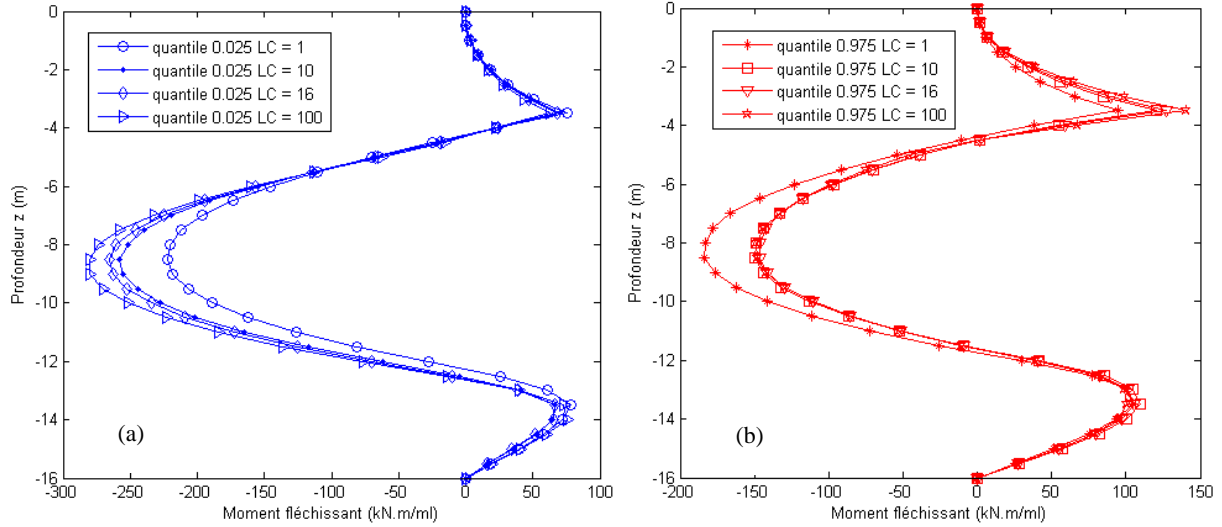 quantile 0.025 LC = 1
quantile 0.025 LC = 10
quantile 0.025 LC = 16
quantile 0.025 LC = 100
0
-2
-4
-6
-8
-10
-12
-14
-16
Profondeur z (m)
(a)
-300 -250 -200 -150 -100 -50 0 50 100
Moment fléchissant (kN.m/ml)
quantile 0.975 LC = 1
quantile 0.975 LC = 10
quantile 0.975 LC = 16
quantile 0.975 LC = 100
0
-2
-4
-6
-8
-10
-12
-14
-16
Profondeur z (m)
(b)
-200 -150 -100 -50 0 50 100 150
Moment fléchissant (kN.m/ml)